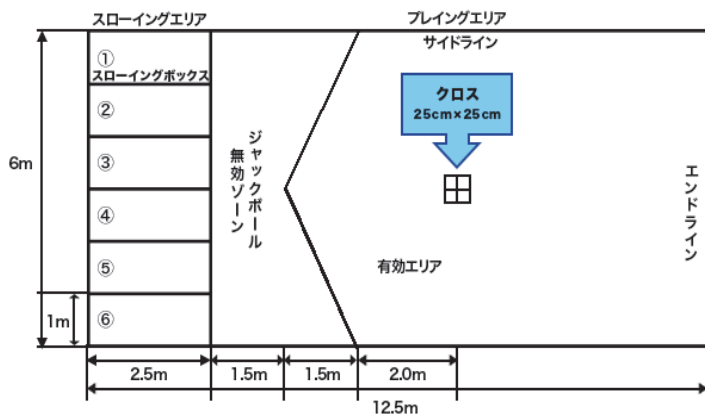 スローイングエリア
プレイングエリア
サイドライン
①
スローイングボックス
②
③
④
⑤
⑥
6m
1m
ジャックボール
無効ゾーン
クロス
25cm×25cm
有効エリア
エンドライン
2.5m
1.5m
1.5m
2.0m
12.5m